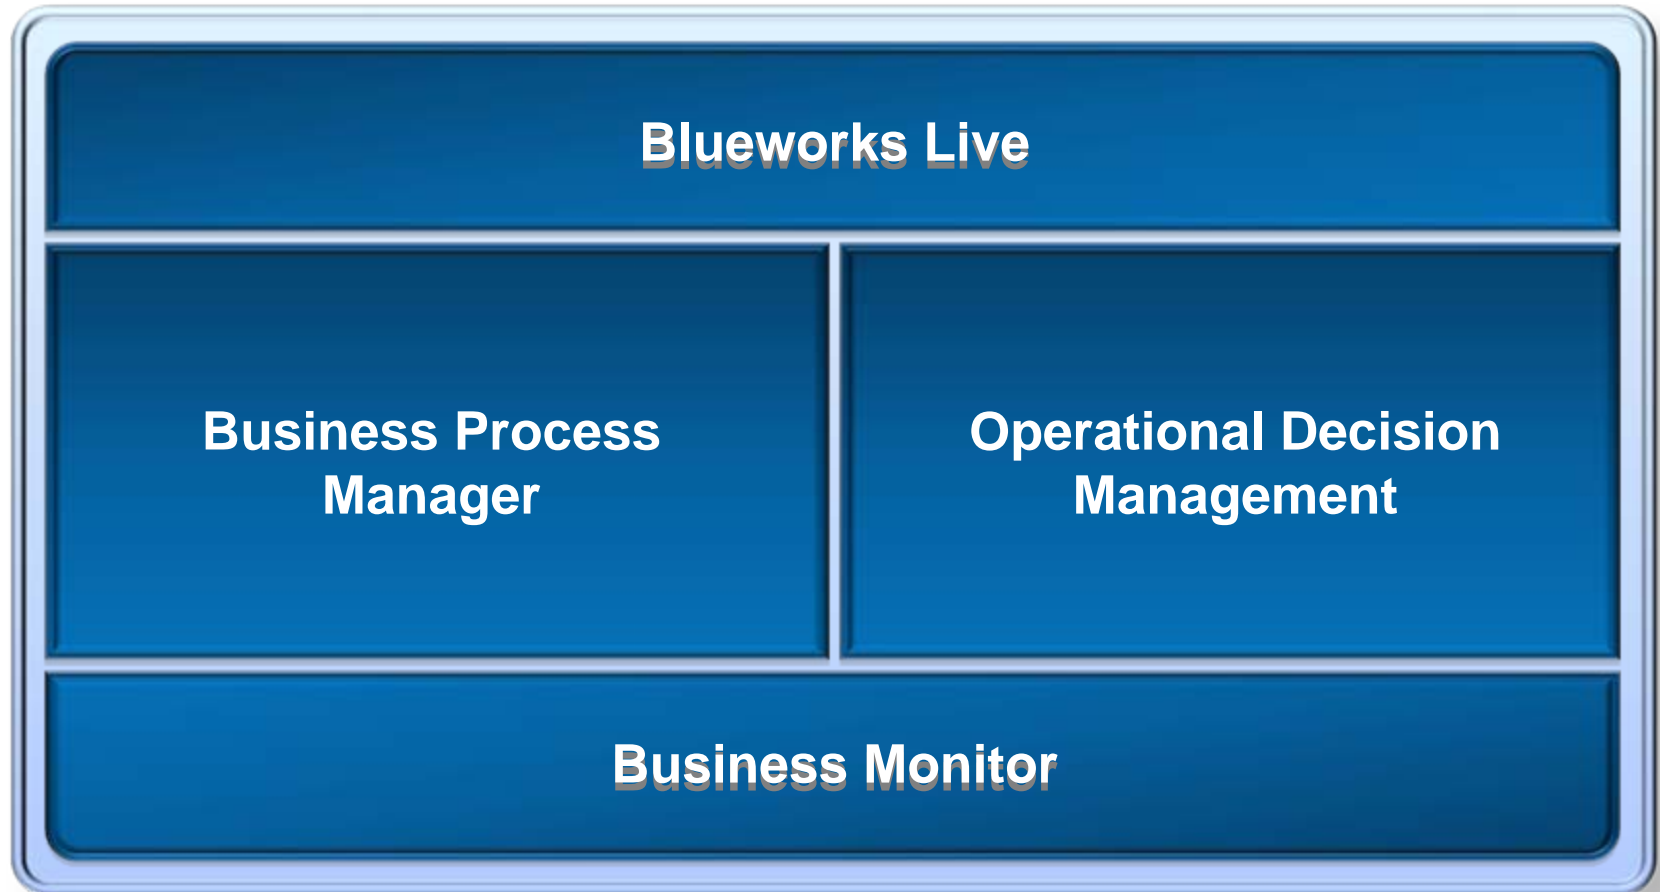 Blueworks Live
Business Process
Manager
Operational Decision
Management
Business Monitor